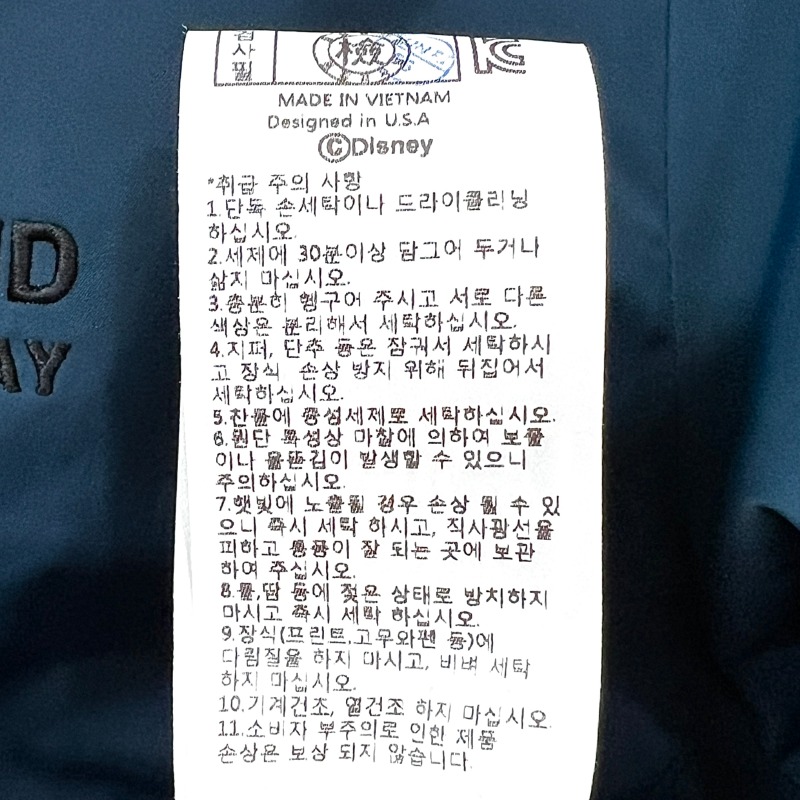 검사필
檢
KC
MADE IN VIETNAM
Designed in U.S.A
©Disney
*취급 주의 사항
1.단독 손세탁이나 드라이클리닝
하십시오.
2.세제에 30분이상 담그어 두거나
삶지 마십시오.
3.충분히 헹구어 주시고 서로 다른
색상은 분리해서 세탁하십시오.
4.지퍼, 단추 등은 잠궈서 세탁하시
고 장식 손상 방지 위해 뒤집어서
세탁하십시오.
5.찬물에 중성세제로 세탁하십시오.
6.원단 특성상 마찰에 의하여 보풀
이나 올뜯김이 발생할 수 있으니
주의하십시오.
7.햇빛에 노출될 경우 손상 될 수 있
으니 즉시 세탁 하시고, 직사광선을
피하고 통풍이 잘 되는 곳에 보관
하여 주십시오.
8.물,땀 등에 젖은 상태로 방치하지
마시고 즉시 세탁 하십시오.
9.장식(프린트,고무와펜 등)에
다림질을 하지 마시고, 비벼 세탁
하지 마십시오.
10.기계건조, 열건조 하지 마십시오.
11.소비자 부주의로 인한 제품
손상은 보상 되지 않습니다.
ND
AY